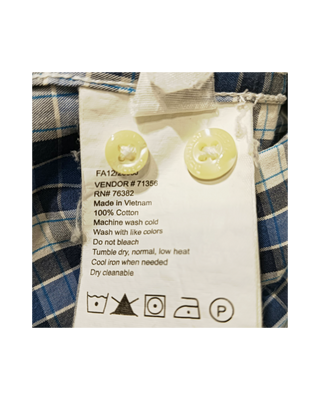 FA12/
VENDOR # 71356
RN# 76382
Made in Vietnam
100% Cotton
Machine wash cold
Wash with like colors
Do not bleach
Tumble dry, normal, low heat
Cool iron when needed
Dry cleanable
P